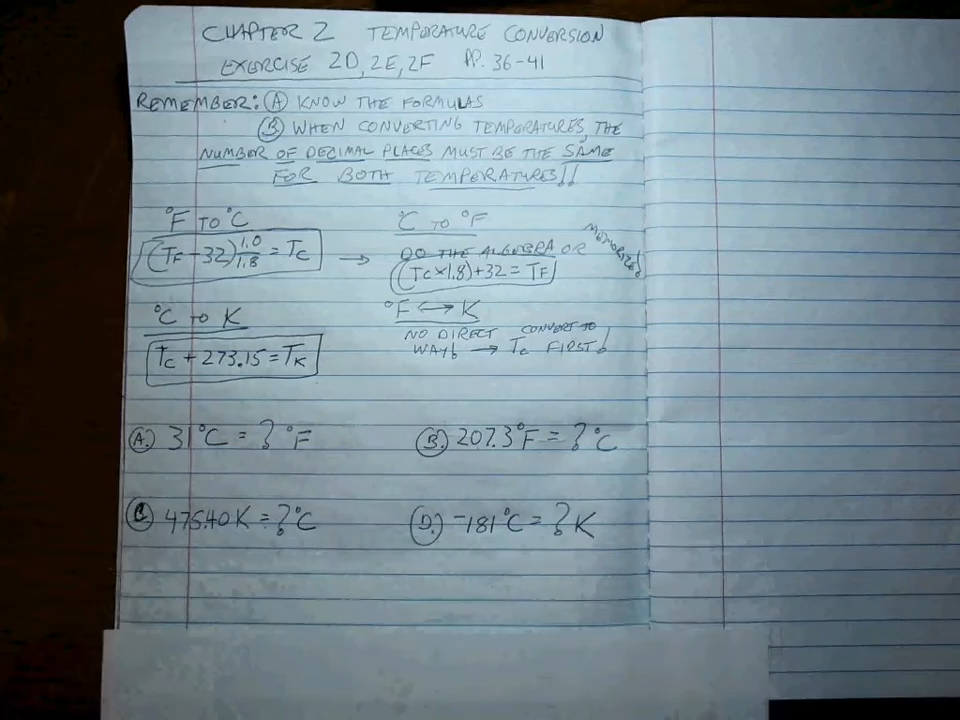 CHAPTER 2 TEMPERATURE CONVERSION
EXERCISE 2D, 2E, 2F PP. 36-41
REMEMBER: (A) KNOW THE FORMULAS
(B) WHEN CONVERTING TEMPERATURES, THE
NUMBER OF DECIMAL PLACES MUST BE THE SAME
FOR BOTH TEMPERATURES!!
°F TO °C
(TF - 32) 1.0/1.8 = TC →
°C TO °F
DO THE ALGEBRA OR
(TC × 1.8) + 32 = TF
MEMORIZE!
°C TO K
TC + 273.15 = TK
°F ↔ K
NO DIRECT WAY! → CONVERT TO TC FIRST!
(A.) 31°C = ? °F
(B.) 207.3°F = ? °C
(C.) 475.40 K = ? °C
(D.) -181°C = ? K